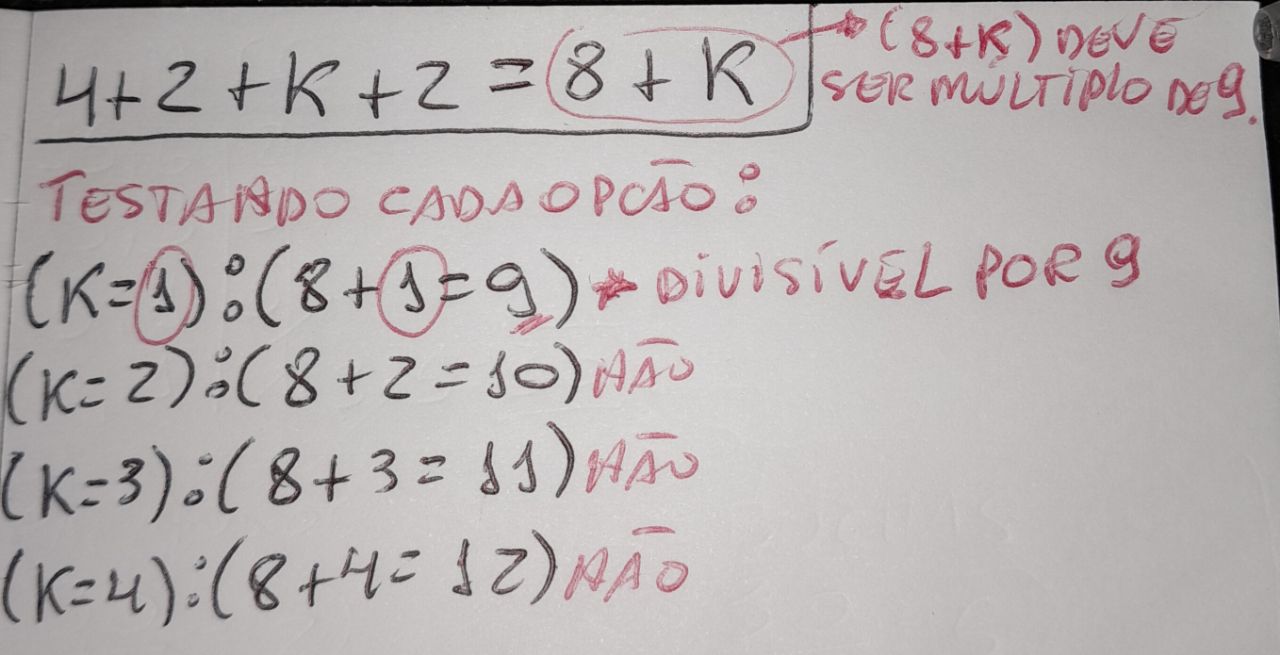 4+2+K+2=8+K → (8+K) DEVE
SER MÚLTIPLO DE 9.
TESTANDO CADA OPCÃO:
(K=1):(8+1=9)→ DIVISÍVEL POR 9
(K=2):(8+2=10) NÃO
(K=3):(8+3=11) NÃO
(K=4):(8+4=12) NÃO